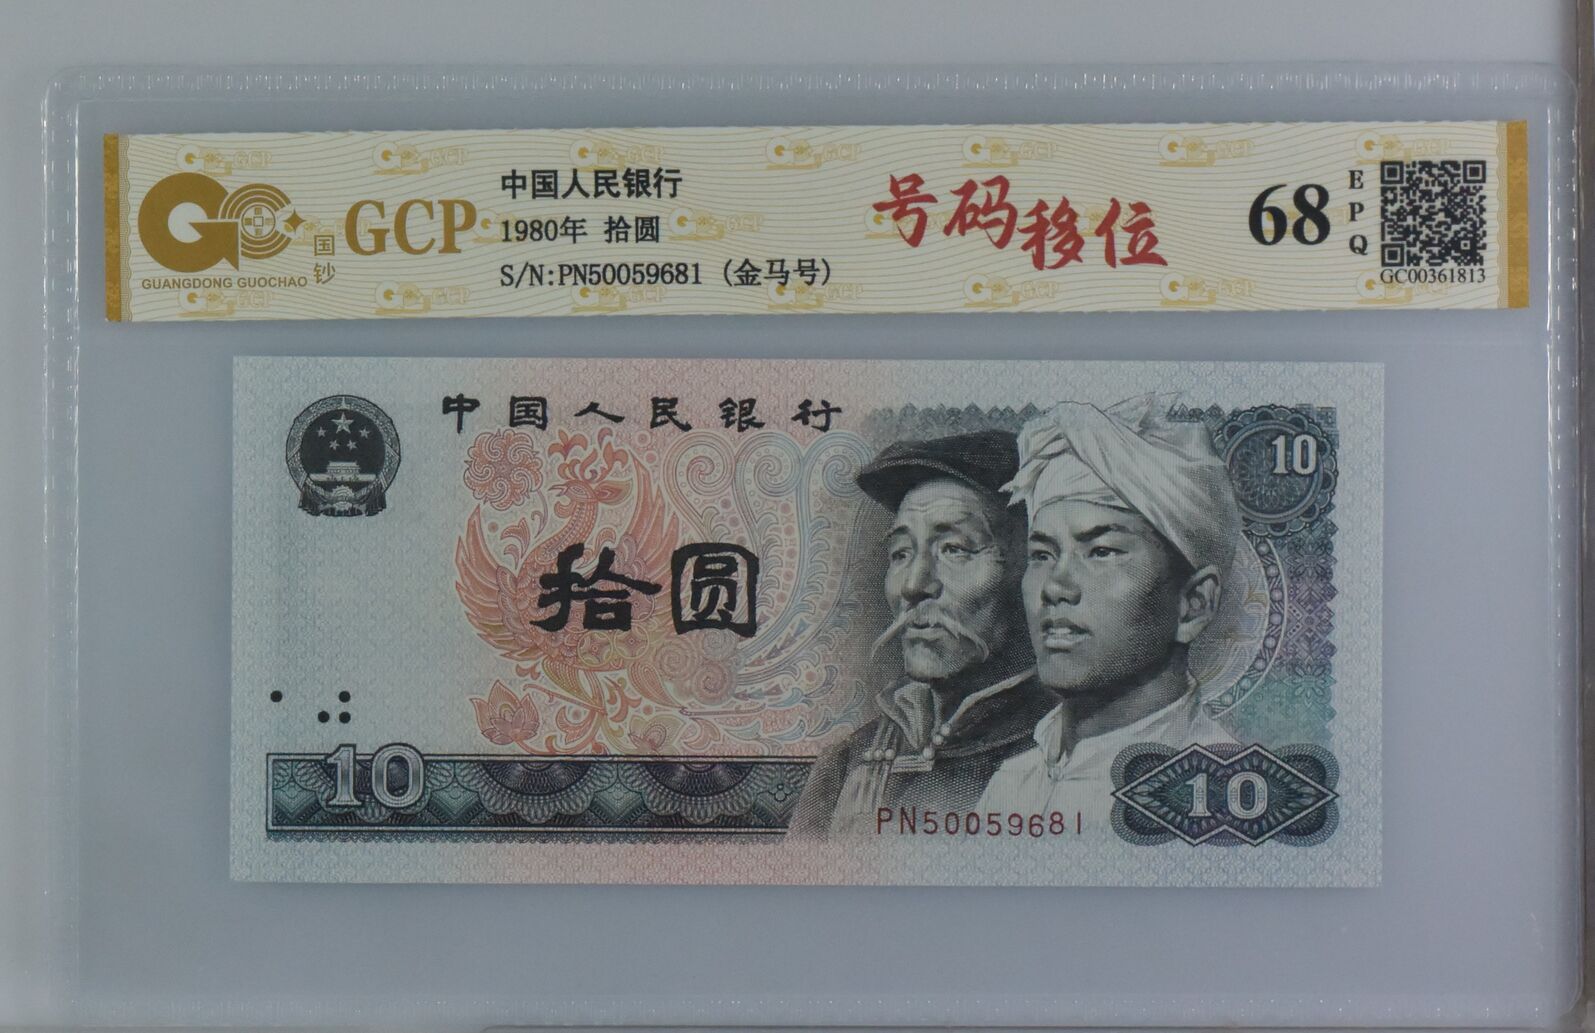 GCP
国钞
GUANGDONG GUOCHAO
中国人民银行
1980年 拾圆
S/N:PN50059681 (金马号)
号码移位
68
EPQ
GC00361813
中国人民银行
10
拾圆
10
PN50059681
10